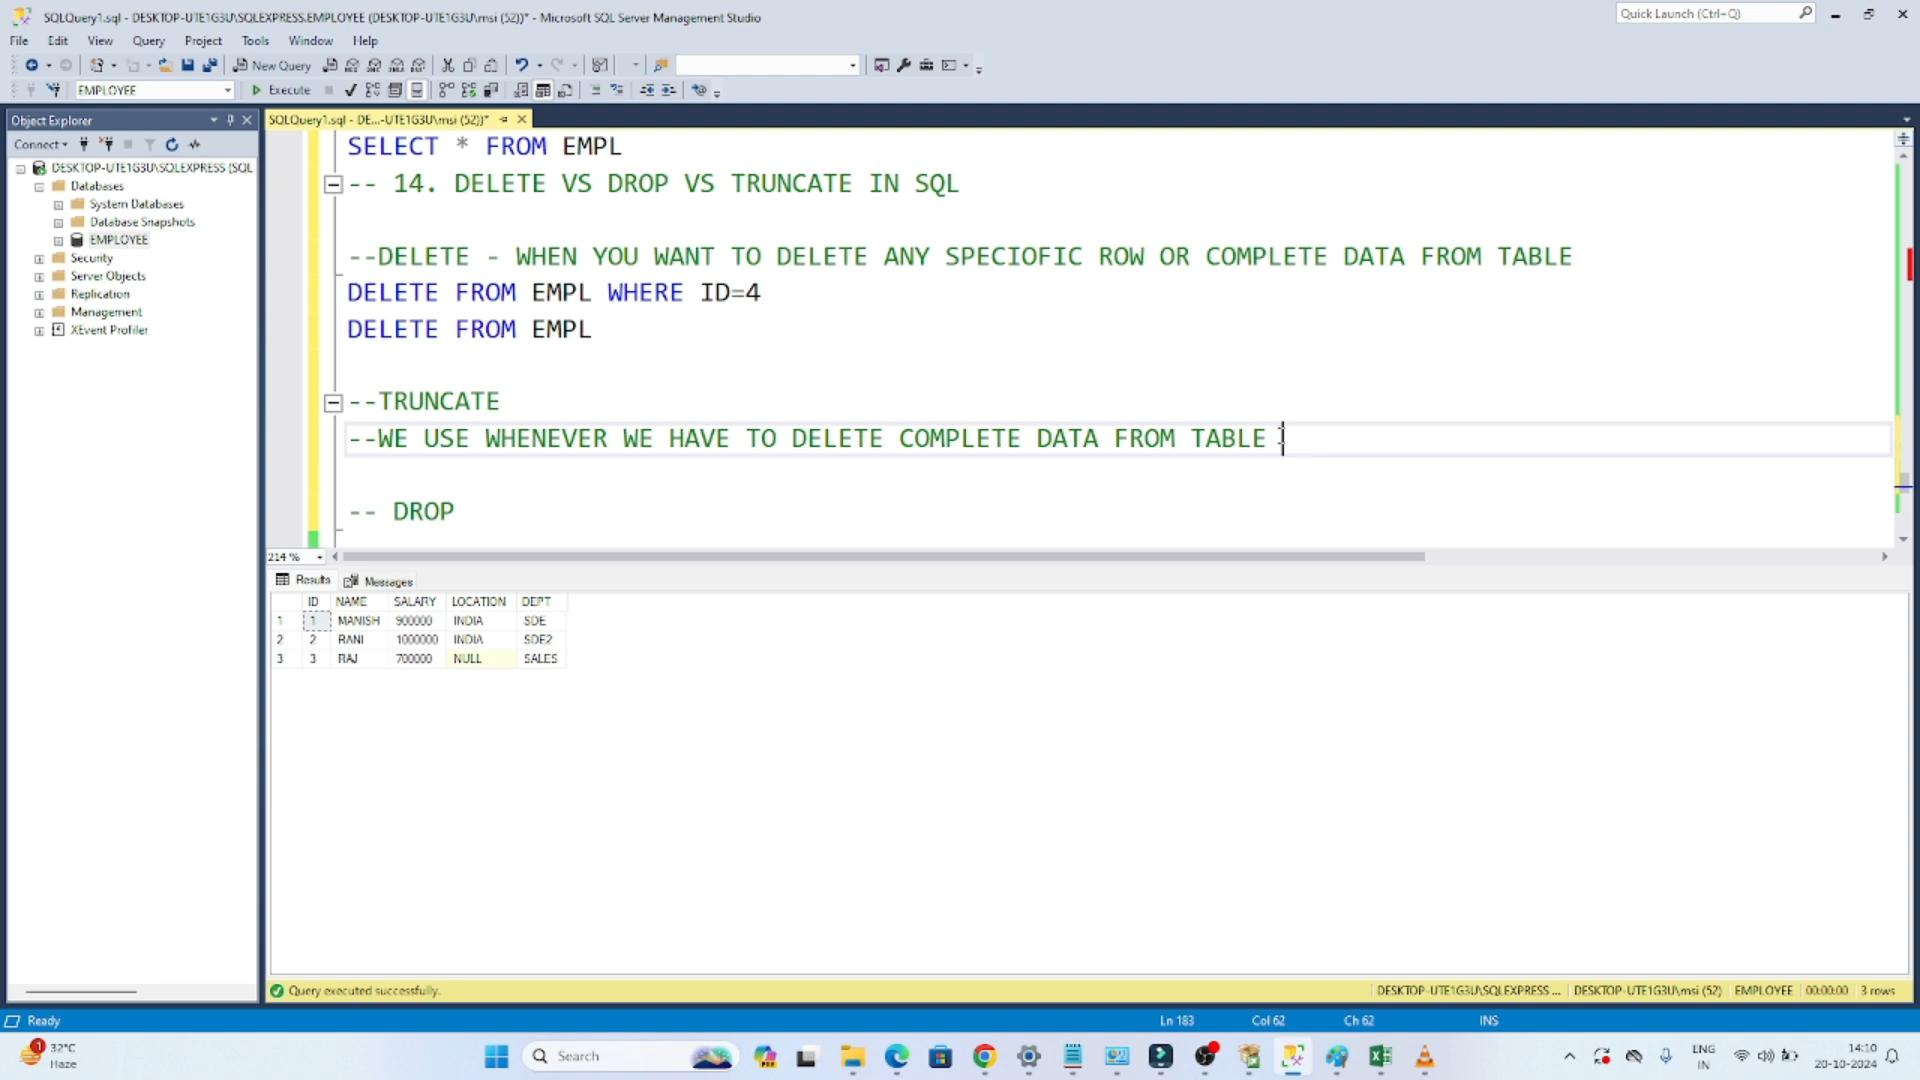 SQLQuery1.sql - DESKTOP-UTE1G3U\SQLEXPRESS.EMPLOYEE (DESKTOP-UTE1G3U\msi (52))* - Microsoft SQL Server Management Studio
Quick Launch (Ctrl+Q)
File Edit View Query Project Tools Window Help
New Query
EMPLOYEE
Execute
Object Explorer
SQLQuery1.sql - DE...-UTE1G3U\msi (52))*
Connect
DESKTOP-UTE1G3U\SQLEXPRESS (SQL
Databases
System Databases
Database Snapshots
EMPLOYEE
Security
Server Objects
Replication
Management
XEvent Profiler
SELECT * FROM EMPL
-- 14. DELETE VS DROP VS TRUNCATE IN SQL
--DELETE - WHEN YOU WANT TO DELETE ANY SPECIOFIC ROW OR COMPLETE DATA FROM TABLE
DELETE FROM EMPL WHERE ID=4
DELETE FROM EMPL
--TRUNCATE
--WE USE WHENEVER WE HAVE TO DELETE COMPLETE DATA FROM TABLE
-- DROP
214 %
Results Messages
ID NAME SALARY LOCATION DEPT
1 1 MANISH 900000 INDIA SDE
2 2 RANI 1000000 INDIA SDE2
3 3 RAJ 700000 NULL SALES
Query executed successfully.
DESKTOP-UTE1G3U\SQLEXPRESS ... DESKTOP-UTE1G3U\msi (52) EMPLOYEE 00:00:00 3 rows
Ready
Ln 183 Col 62 Ch 62 INS
1
32°C
Haze
Search
ENG
IN
14:10
20-10-2024